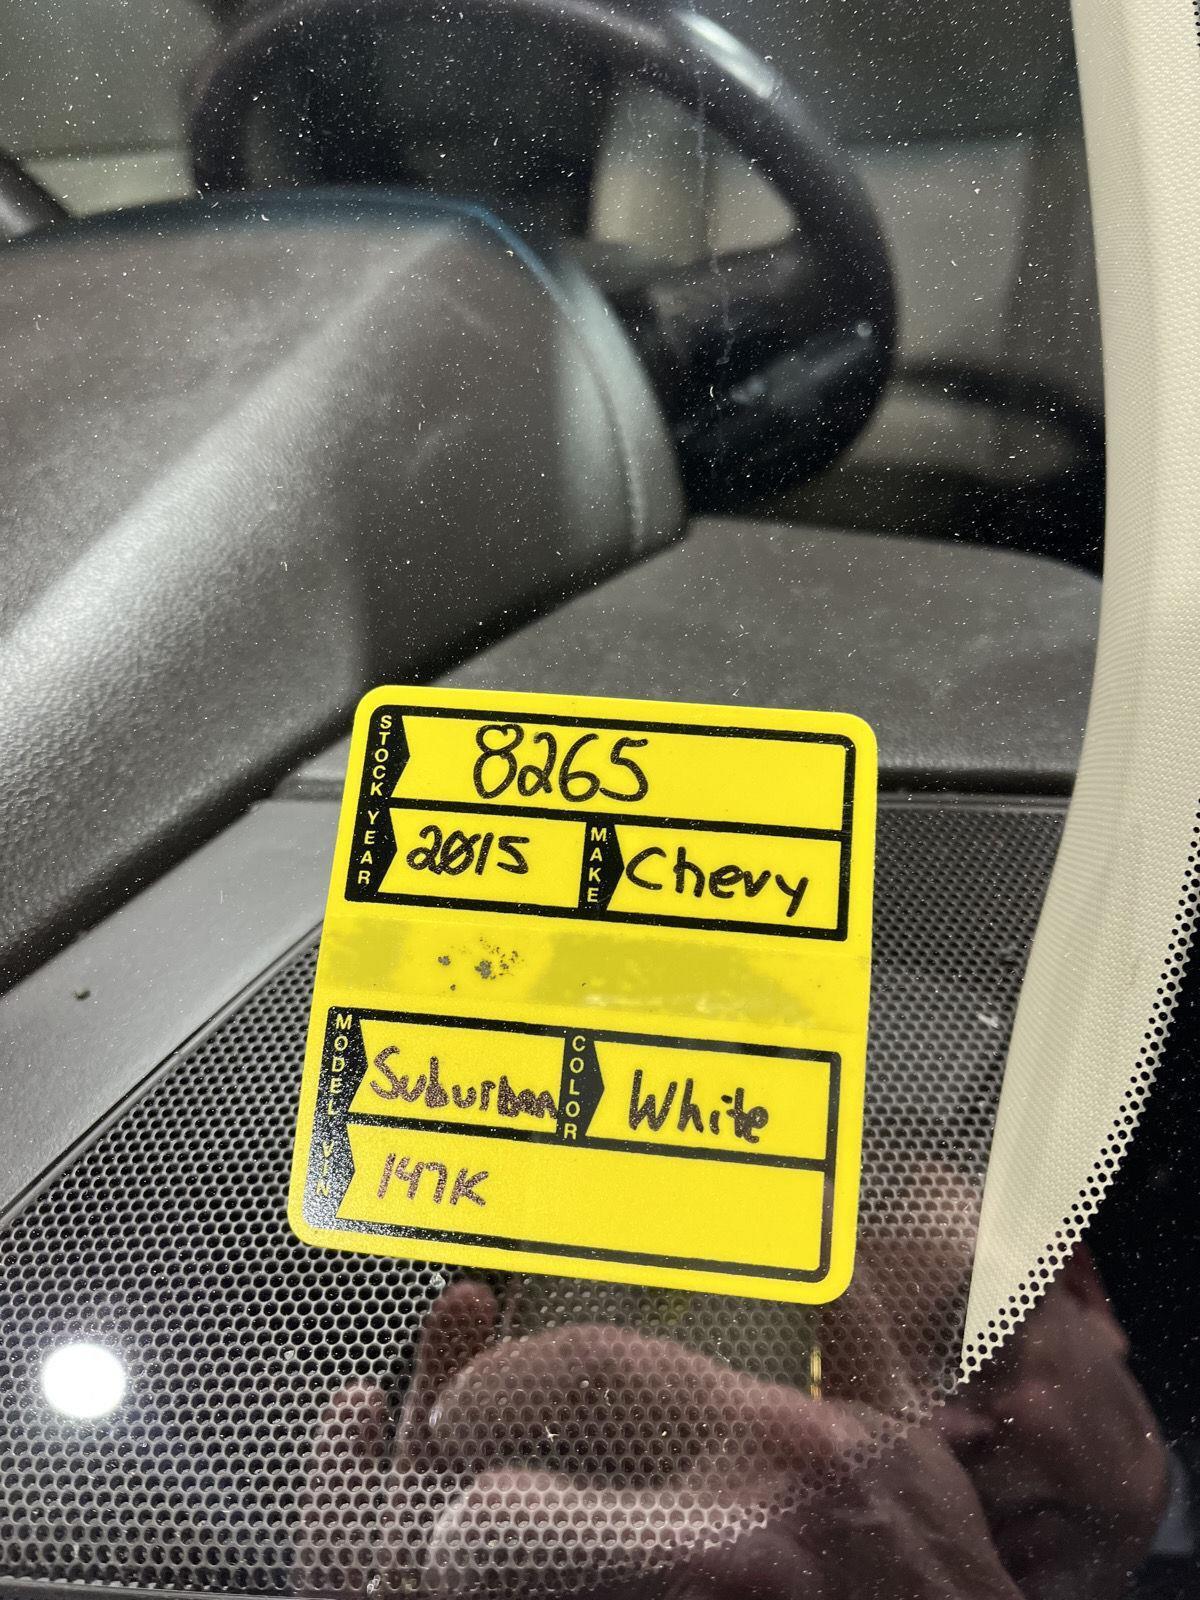 STOCK 8265
YEAR 2015 MAKE Chevy
MODEL Suburban COLOR White
VIN 147K